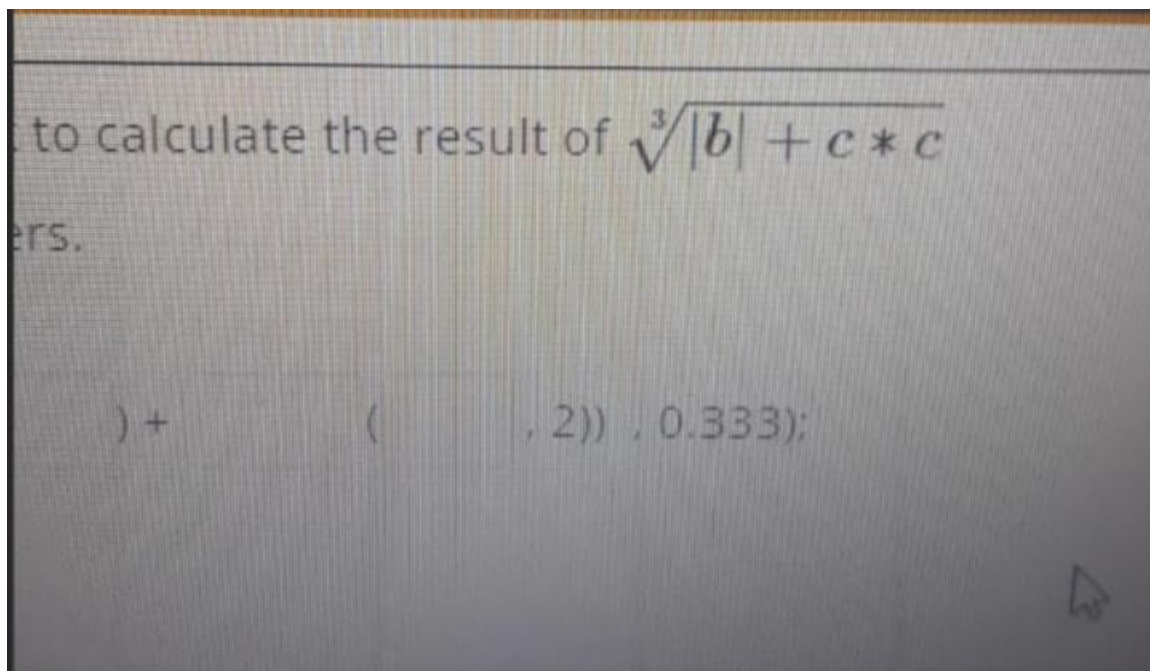 to calculate the result of ∛|b| + c * c
ers.
) + ( , 2)) , 0.333);